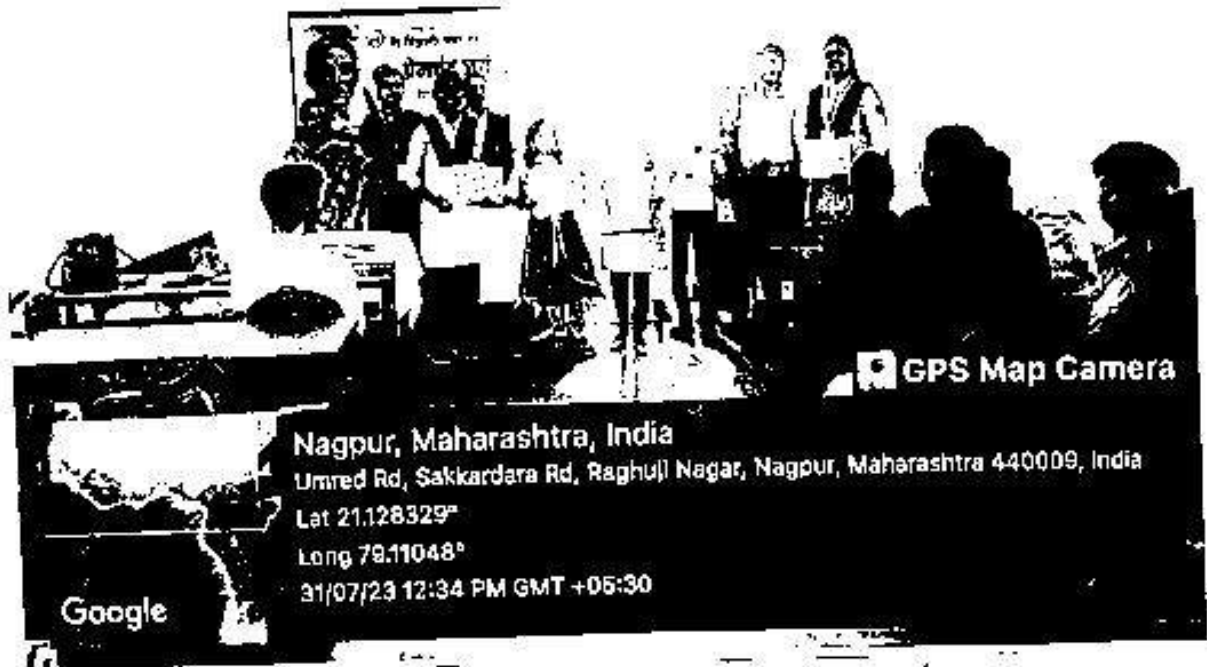 GPS Map Camera
Nagpur, Maharashtra, India
Umred Rd, Sakkardara Rd, Raghuji Nagar, Nagpur, Maharashtra 440009, India
Lat 21.128329°
Long 79.11048°
31/07/23 12:34 PM GMT +05:30
Google